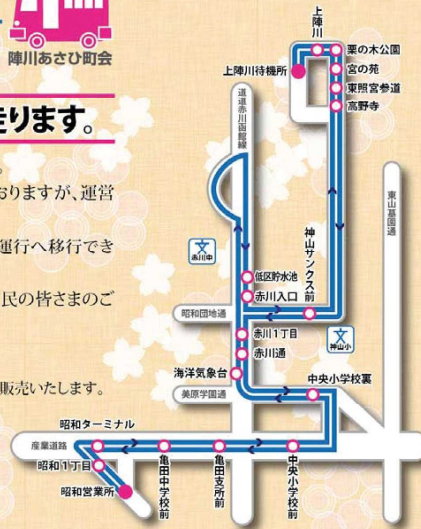 陣川あさひ町会
走ります。
おりますが、運営
運行へ移行でき
民の皆さまのご
販売いたします。
上陣川
栗の木公園
上陣川待機所
宮の苑
東照宮参道
高野寺
道道赤川函館線
東山墓園通
文
赤川中
神山サンクス前
低区貯水池
赤川入口
昭和団地通
赤川1丁目
文
神山小
赤川通
海洋気象台
中央小学校裏
美原学園通
昭和ターミナル
産業道路
昭和1丁目
亀田中学校前
亀田支所前
中央小学校前
昭和営業所